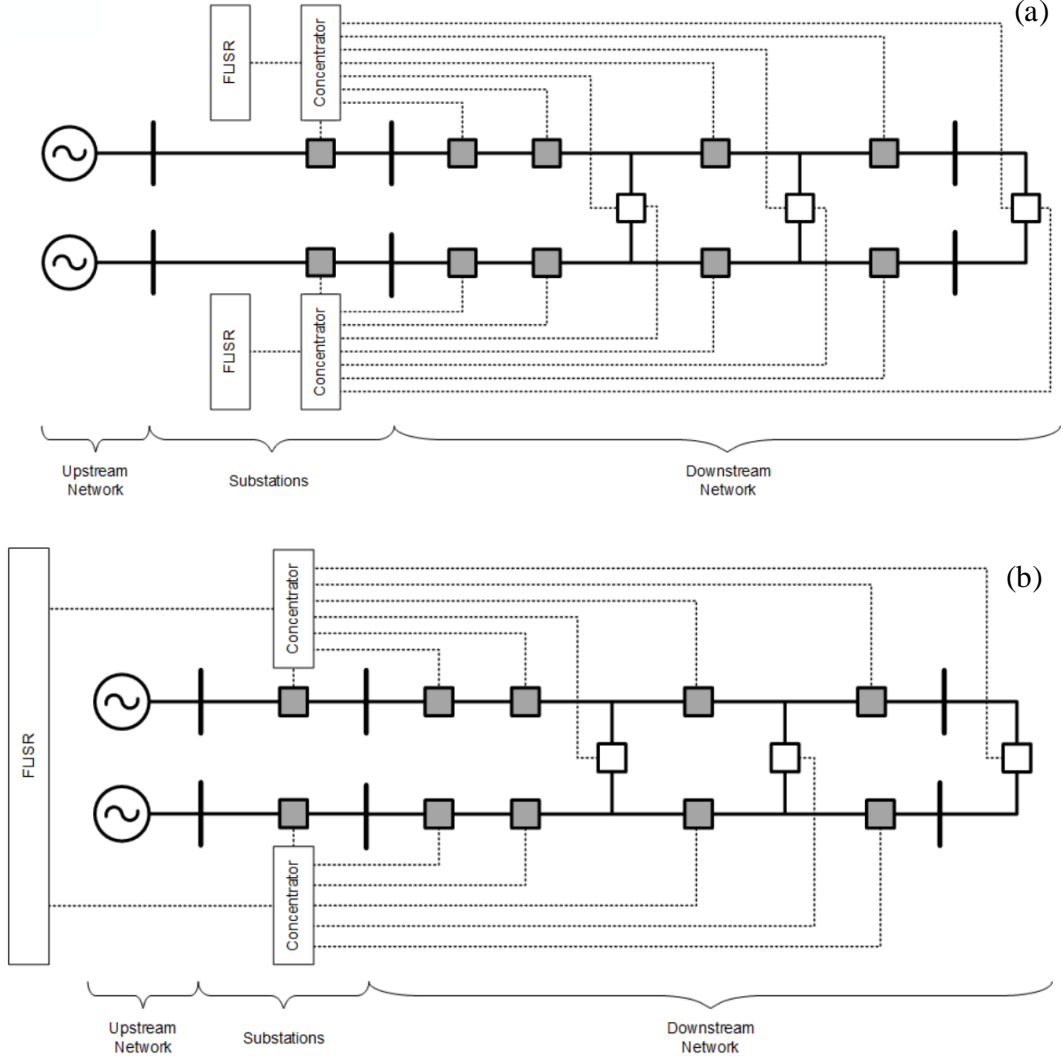 (a)
FLISR
Concentrator
FLISR
Concentrator
Upstream
Network
Substations
Downstream
Network
(b)
FLISR
Concentrator
Concentrator
Upstream
Network
Substations
Downstream
Network